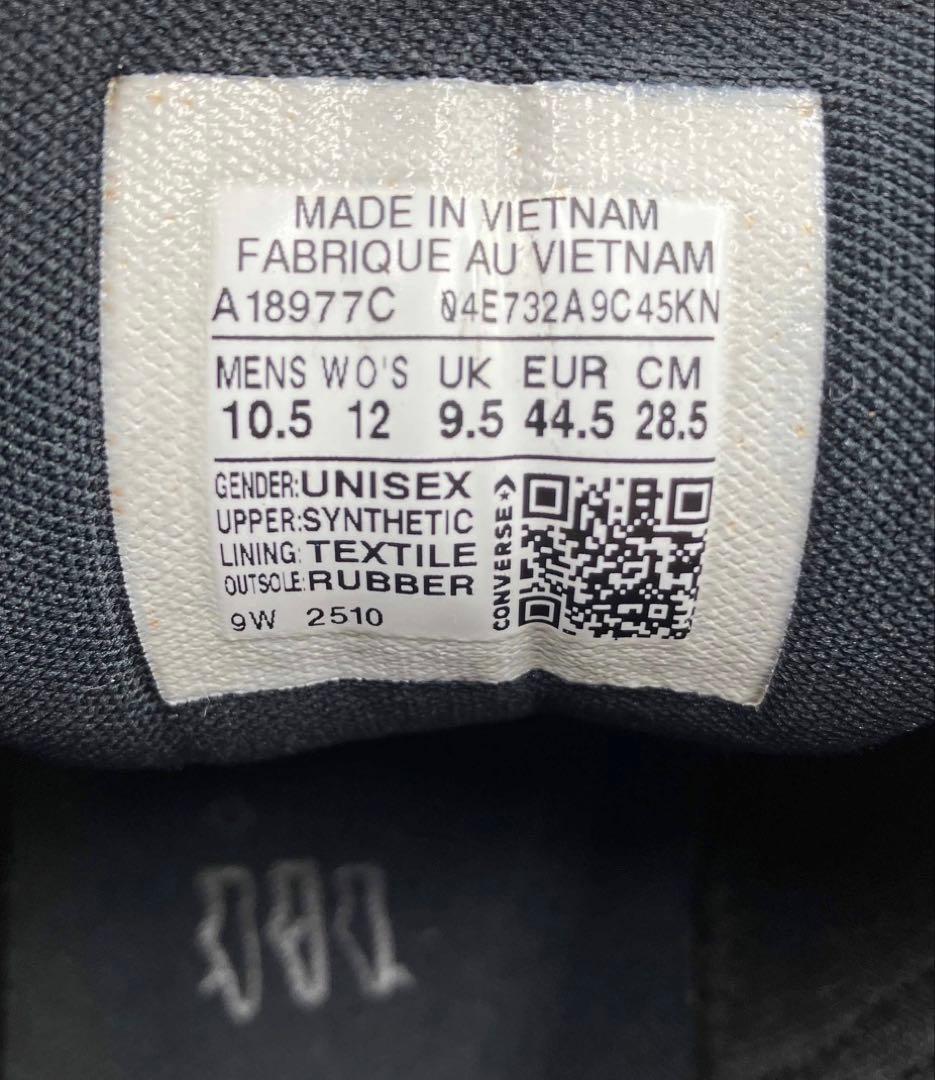 MADE IN VIETNAM
FABRIQUE AU VIETNAM
A18977C 04E732A9C45KN
MENS WO'S UK EUR CM
10.5 12 9.5 44.5 28.5
GENDER: UNISEX
UPPER: SYNTHETIC
LINING: TEXTILE
OUTSOLE: RUBBER
9W 2510
CONVERSE